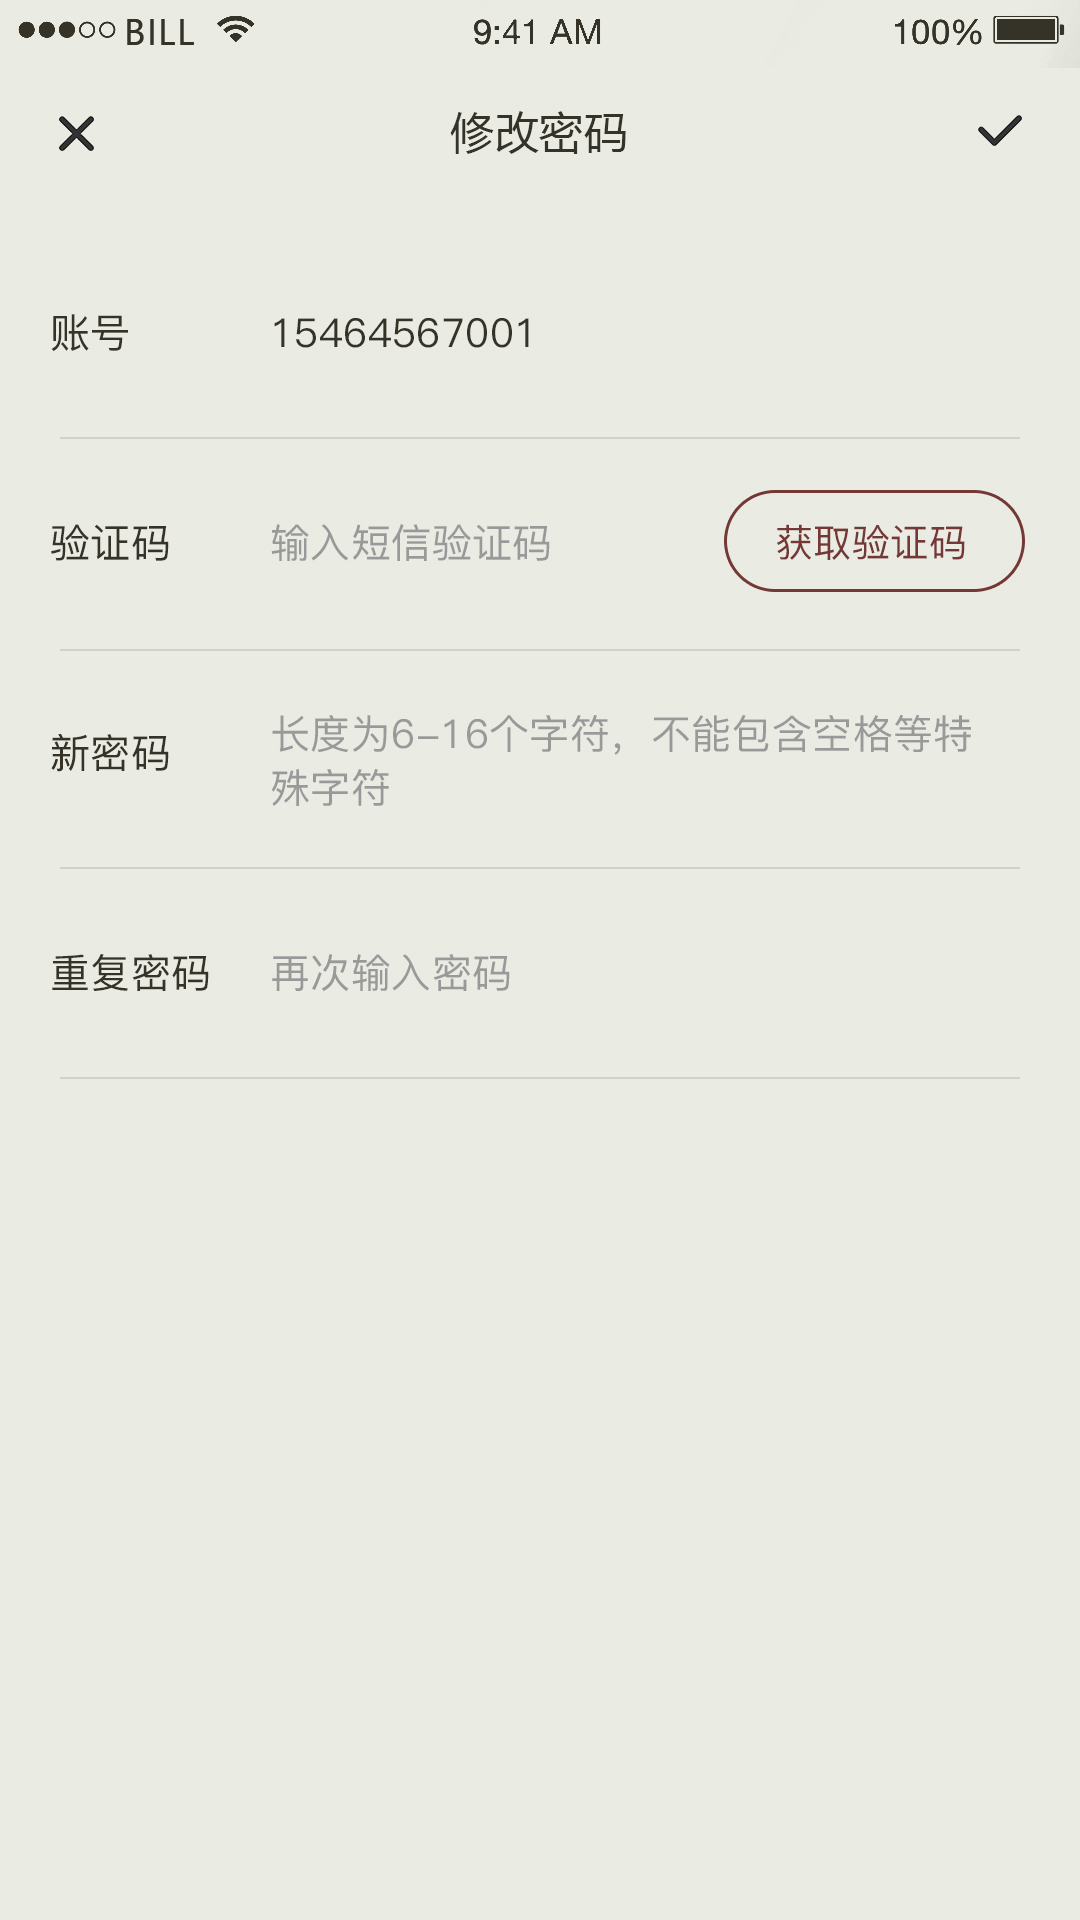 BILL 9:41 AM 100%
修改密码
账号 15464567001
验证码 输入短信验证码 获取验证码
新密码 长度为6-16个字符，不能包含空格等特
殊字符
重复密码 再次输入密码